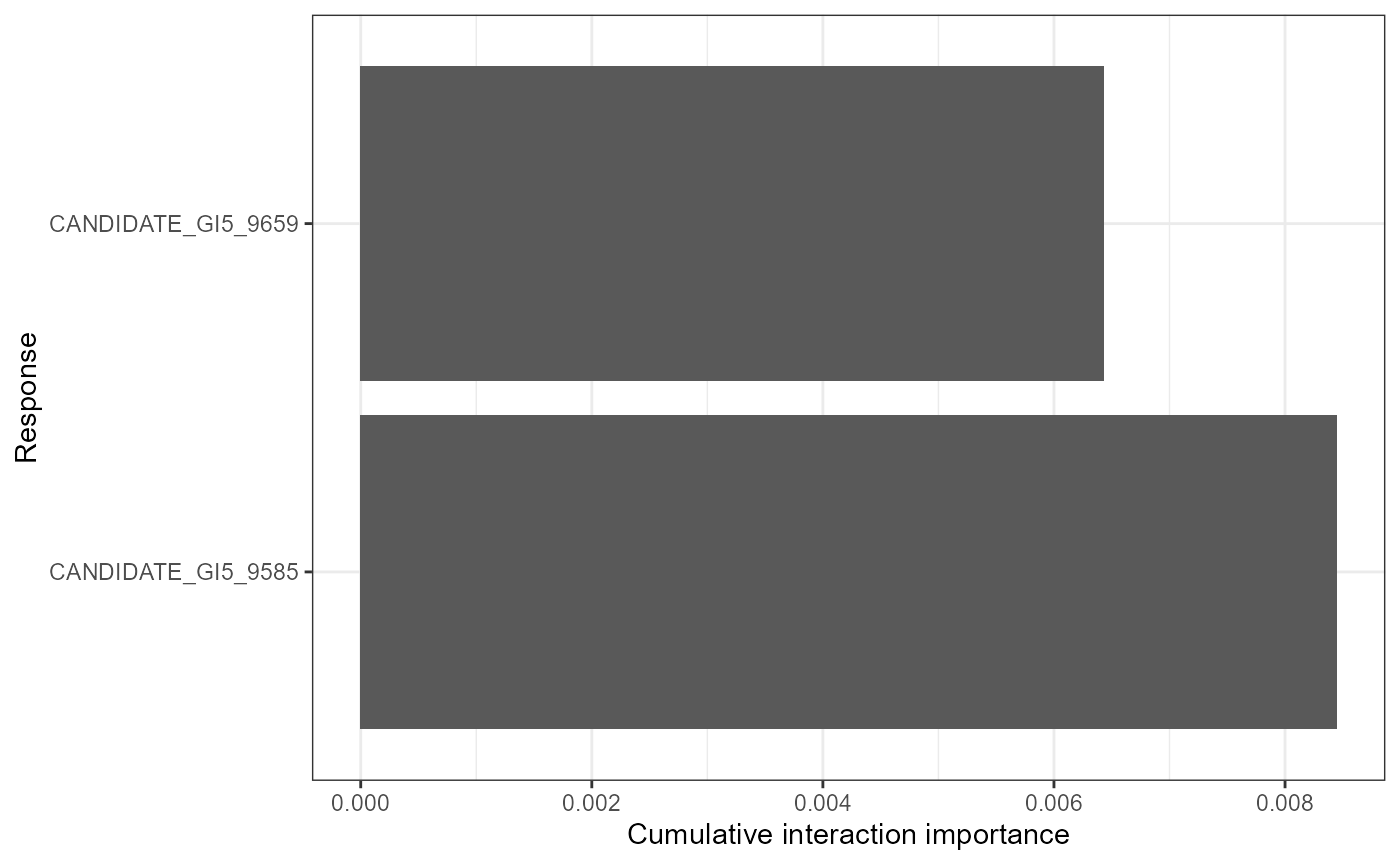 CANDIDATE_GI5_9659
CANDIDATE_GI5_9585
Response
0.000 0.002 0.004 0.006 0.008
Cumulative interaction importance